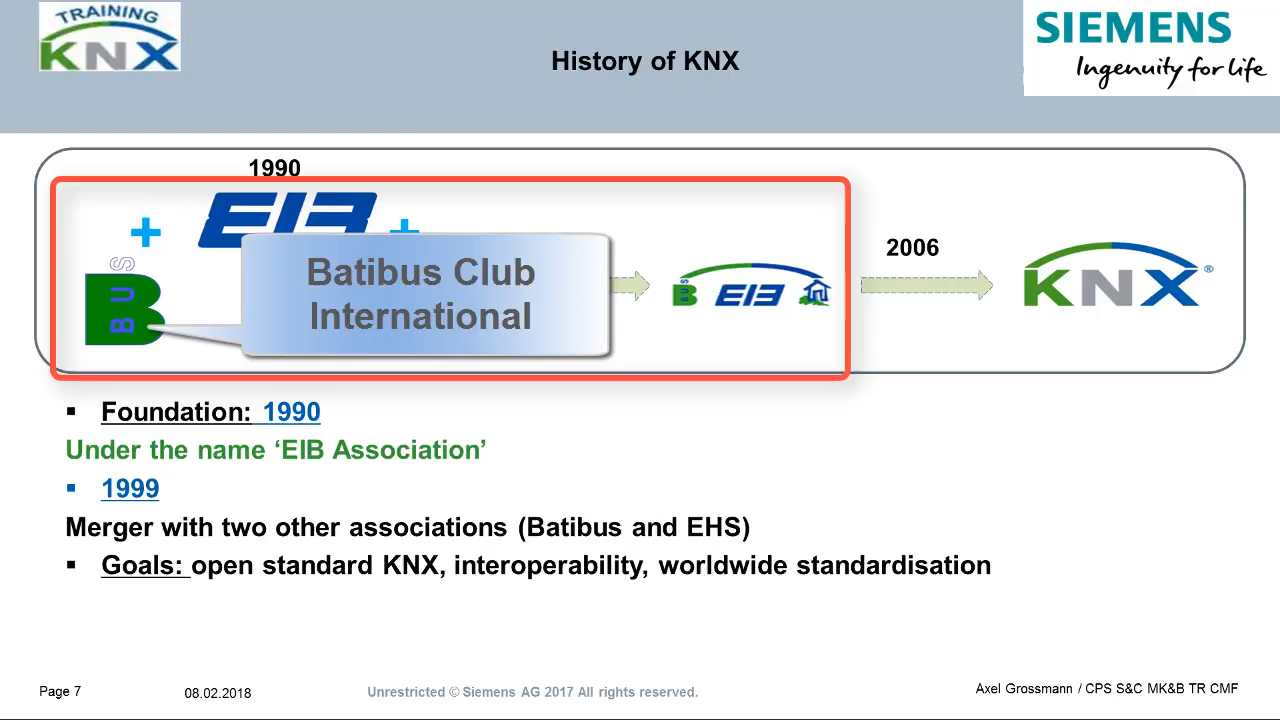 TRAINING
KNX
History of KNX
SIEMENS
Ingenuity for life
1990
EIB
+
+
BUS
B
Batibus Club
International
BUS
B
EIB
2006
KNX®
▪ Foundation: 1990
Under the name ‘EIB Association’
▪ 1999
Merger with two other associations (Batibus and EHS)
▪ Goals: open standard KNX, interoperability, worldwide standardisation
Page 7
08.02.2018
Unrestricted © Siemens AG 2017 All rights reserved.
Axel Grossmann / CPS S&C MK&B TR CMF